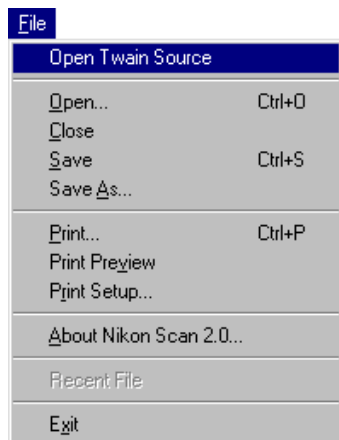 File
Open Twain Source
Open... Ctrl+O
Close
Save Ctrl+S
Save As...
Print... Ctrl+P
Print Preview
Print Setup...
About Nikon Scan 2.0...
Recent File
Exit